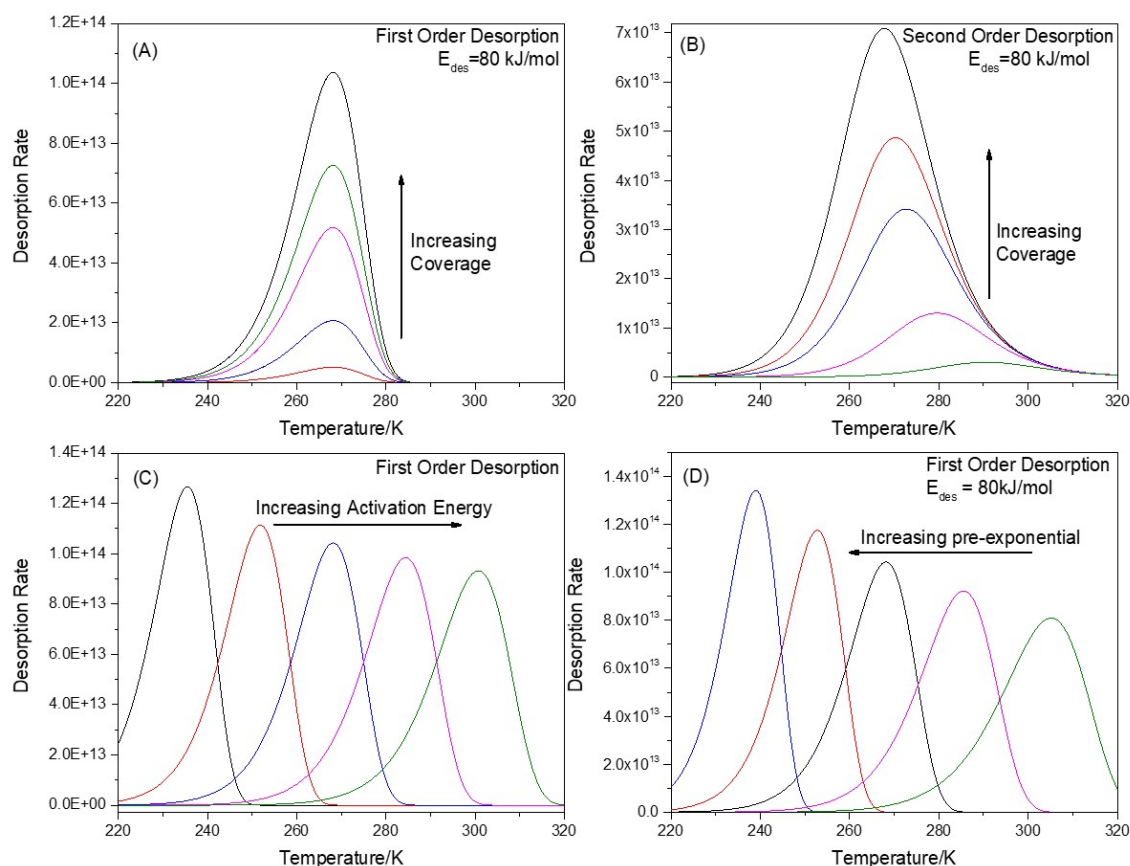 (A)
First Order Desorption
E_des=80 kJ/mol
Increasing
Coverage
Desorption Rate
1.2E+14
1.0E+14
8.0E+13
6.0E+13
4.0E+13
2.0E+13
0.0E+00
220 240 260 280 300 320
Temperature/K
(B)
Second Order Desorption
E_des=80 kJ/mol
Increasing
Coverage
Desorption Rate
7x10¹³
6x10¹³
5x10¹³
4x10¹³
3x10¹³
2x10¹³
1x10¹³
0
220 240 260 280 300 320
Temperature/K
(C)
First Order Desorption
Increasing Activation Energy
Desorption Rate
1.4E+14
1.2E+14
1.0E+14
8.0E+13
6.0E+13
4.0E+13
2.0E+13
0.0E+00
220 240 260 280 300 320
Temperature/K
(D)
First Order Desorption
E_des = 80kJ/mol
Increasing pre-exponential
Desorption Rate
1.4x10¹⁴
1.2x10¹⁴
1.0x10¹⁴
8.0x10¹³
6.0x10¹³
4.0x10¹³
2.0x10¹³
0.0
220 240 260 280 300 320
Temperature/K